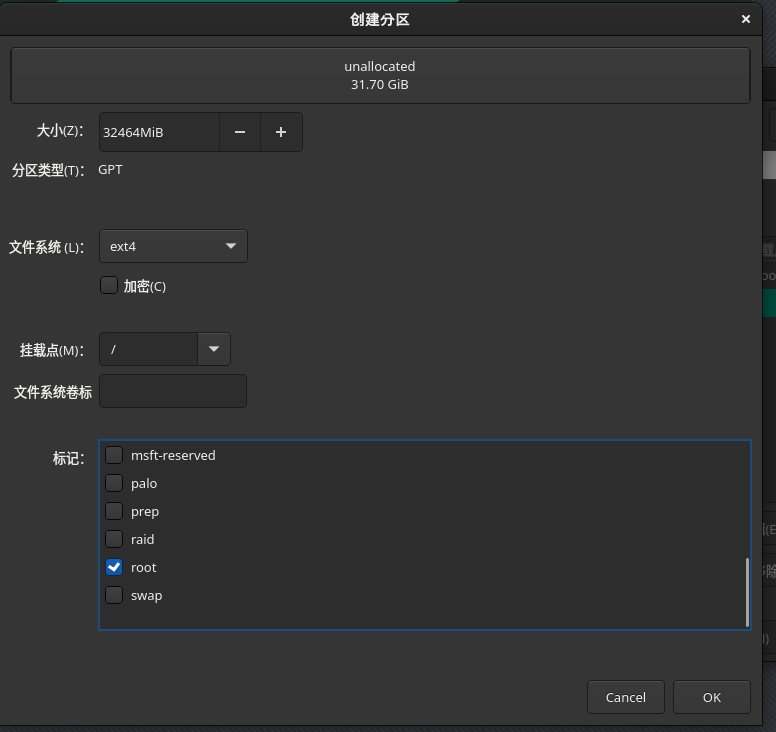 创建分区
unallocated
31.70 GiB
大小(Z): 32464MiB
分区类型(T): GPT
文件系统 (L): ext4
加密(C)
挂载点(M): /
文件系统卷标
标记:
msft-reserved
palo
prep
raid
root
swap
Cancel OK